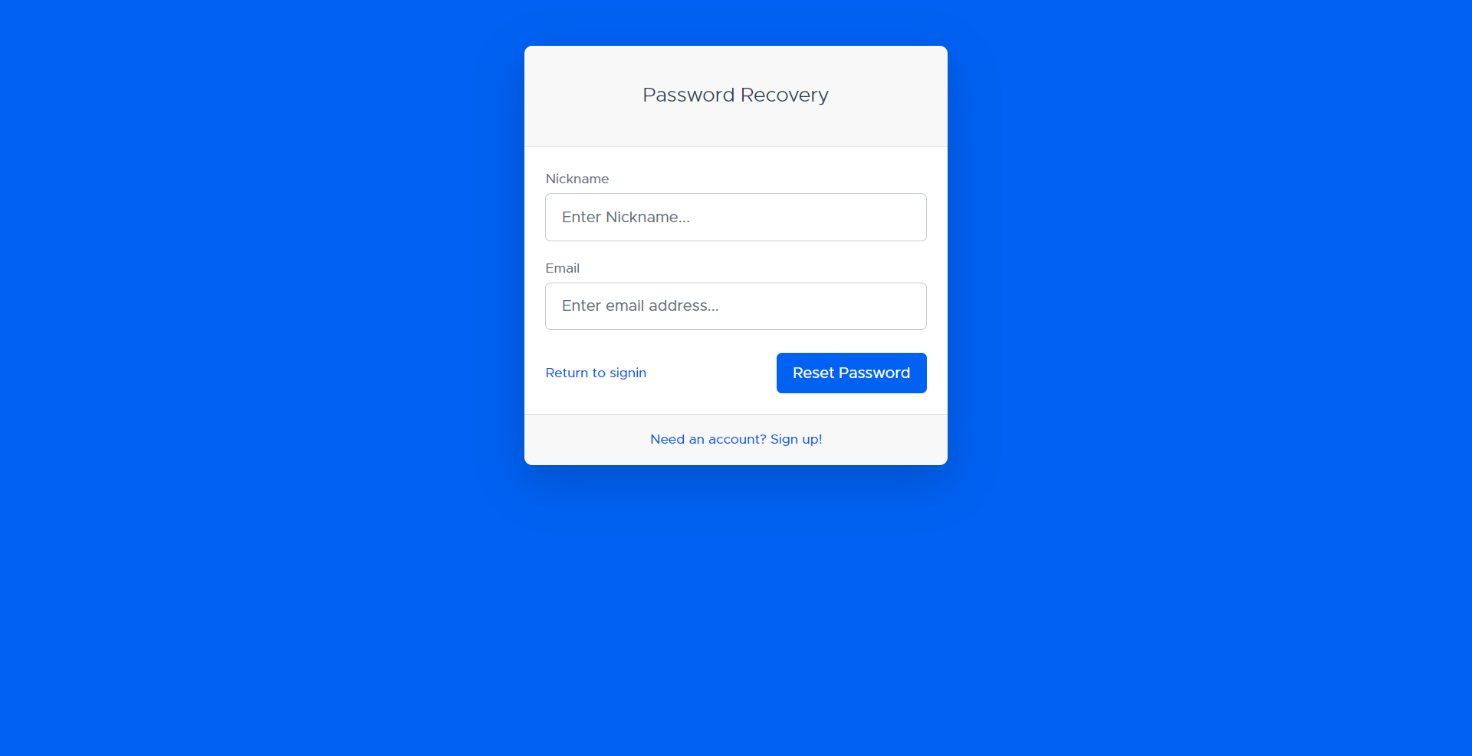 Password Recovery
Nickname
Enter Nickname...
Email
Enter email address...
Return to signin
Reset Password
Need an account? Sign up!